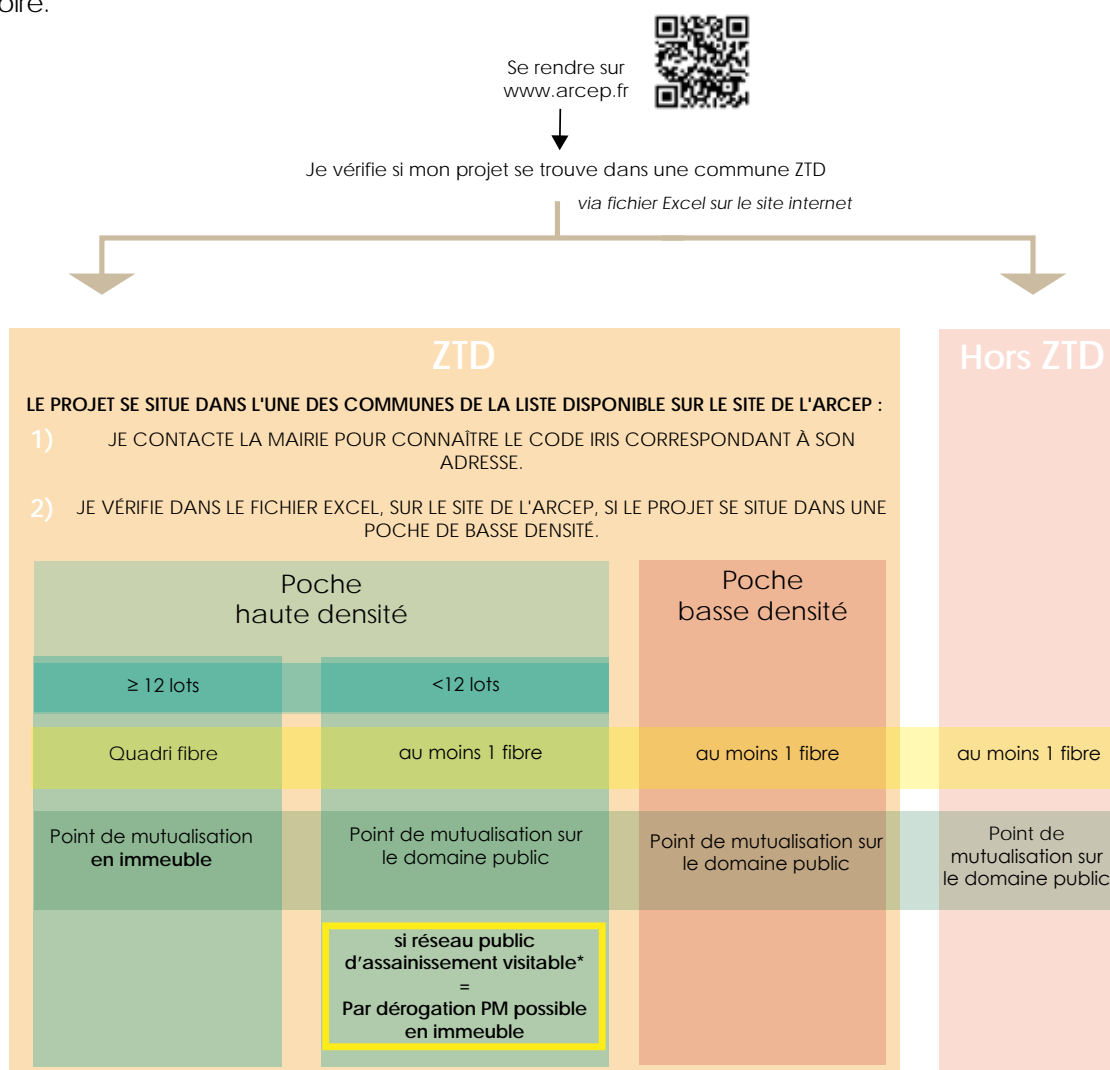 oire.
Se rendre sur
www.arcep.fr
Je vérifie si mon projet se trouve dans une commune ZTD
via fichier Excel sur le site internet
ZTD
LE PROJET SE SITUE DANS L'UNE DES COMMUNES DE LA LISTE DISPONIBLE SUR LE SITE DE L'ARCEP :
1) JE CONTACTE LA MAIRIE POUR CONNAÎTRE LE CODE IRIS CORRESPONDANT À SON
ADRESSE.
2) JE VÉRIFIE DANS LE FICHIER EXCEL, SUR LE SITE DE L'ARCEP, SI LE PROJET SE SITUE DANS UNE
POCHE DE BASSE DENSITÉ.
Poche
haute densité
≥ 12 lots
Quadri fibre
Point de mutualisation
en immeuble
<12 lots
au moins 1 fibre
Point de mutualisation sur
le domaine public
si réseau public
d'assainissement visitable*
=
Par dérogation PM possible
en immeuble
Poche
basse densité
au moins 1 fibre
Point de mutualisation sur
le domaine public
Hors ZTD
au moins 1 fibre
Point de
mutualisation sur
le domaine public